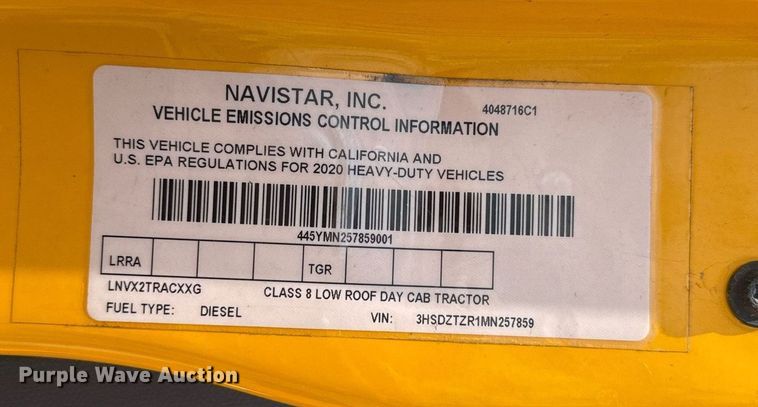 NAVISTAR, INC.
4048716C1
VEHICLE EMISSIONS CONTROL INFORMATION
THIS VEHICLE COMPLIES WITH CALIFORNIA AND
U.S. EPA REGULATIONS FOR 2020 HEAVY-DUTY VEHICLES
445YMN257859001
LRRA TGR
LNVX2TRACXXG CLASS 8 LOW ROOF DAY CAB TRACTOR
FUEL TYPE: DIESEL VIN: 3HSDZTZR1MN257859
Purple Wave Auction